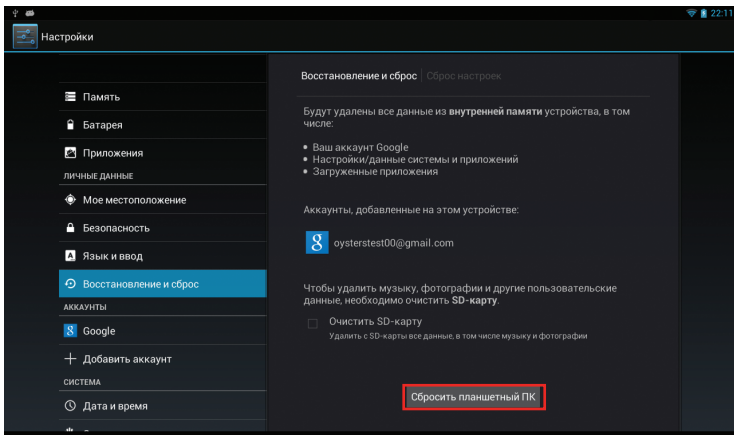 22:11
Настройки
Восстановление и сброс
Сброс настроек
Память
Батарея
Приложения
ЛИЧНЫЕ ДАННЫЕ
Мое местоположение
Безопасность
Язык и ввод
Восстановление и сброс
АККАУНТЫ
Google
Добавить аккаунт
СИСТЕМА
Дата и время
Будут удалены все данные из внутренней памяти устройства, в том
числе:
• Ваш аккаунт Google
• Настройки/данные системы и приложений
• Загруженные приложения
Аккаунты, добавленные на этом устройстве:
oysterstest00@gmail.com
Чтобы удалить музыку, фотографии и другие пользовательские
данные, необходимо очистить SD-карту.
Очистить SD-карту
Удалить с SD-карты все данные, в том числе музыку и фотографии
Сбросить планшетный ПК